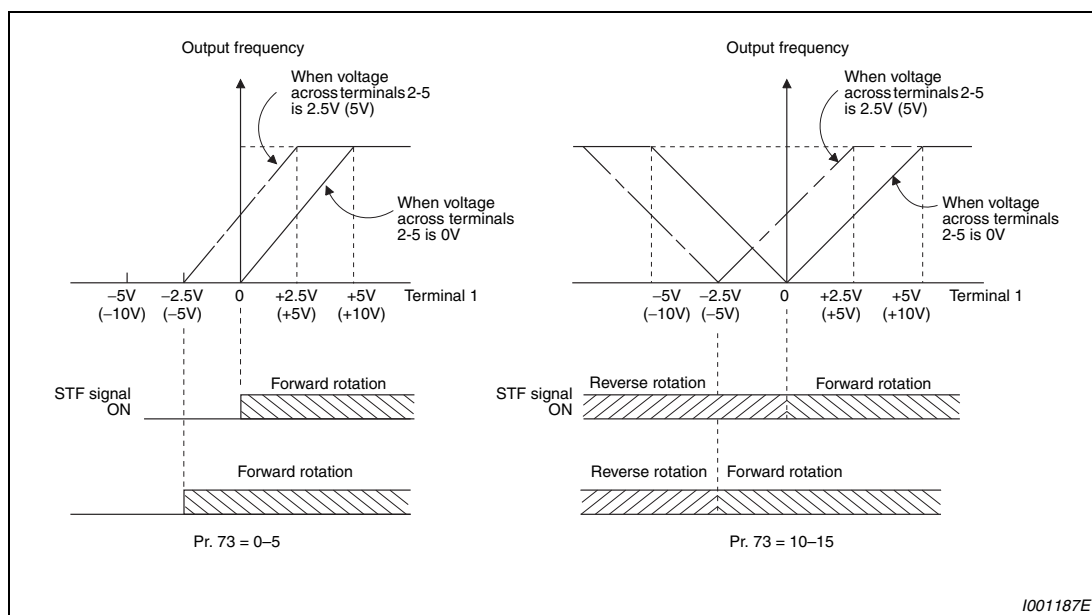 Output frequency
When voltage
across terminals 2-5
is 2.5V (5V)
When voltage
across terminals
2-5 is 0V
–5V
(–10V)
–2.5V
(–5V)
0
+2.5V
(+5V)
+5V
(+10V)
Terminal 1
STF signal
ON
Forward rotation
Forward rotation
Pr. 73 = 0–5
Output frequency
When voltage
across terminals 2-5
is 2.5V (5V)
When voltage
across terminals
2-5 is 0V
–5V
(–10V)
–2.5V
(–5V)
0
+2.5V
(+5V)
+5V
(+10V)
Terminal 1
STF signal
ON
Reverse rotation
Forward rotation
Reverse rotation
Forward rotation
Pr. 73 = 10–15
I001187E